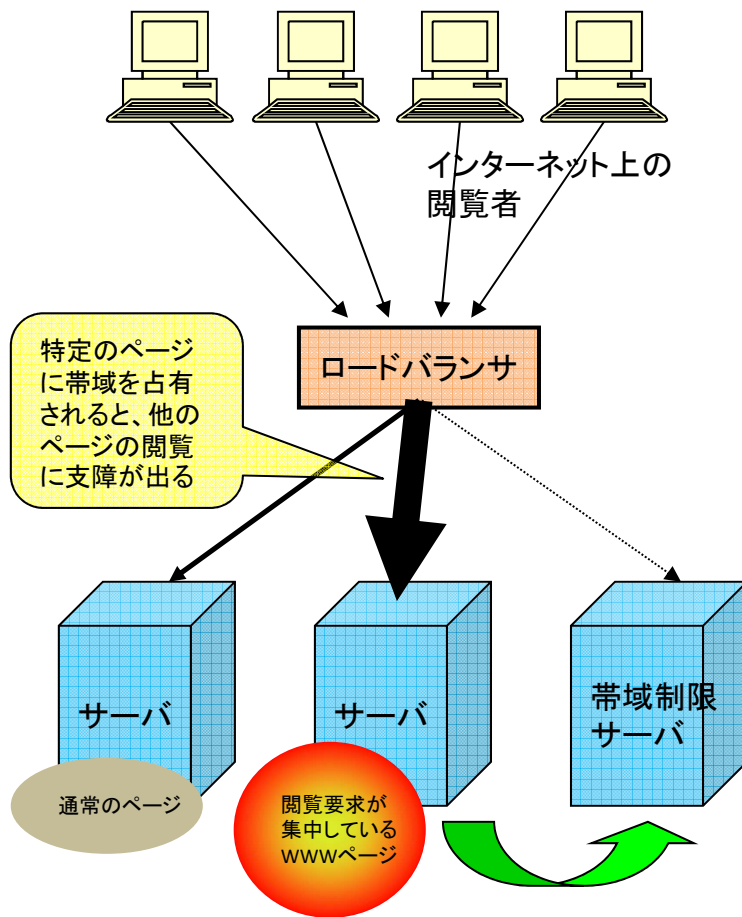 インターネット上の
閲覧者
ロードバランサ
特定のページ
に帯域を占有
されると、他の
ページの閲覧
に支障が出る
サーバ
サーバ
帯域制限
サーバ
通常のページ
閲覧要求が
集中している
WWWページ